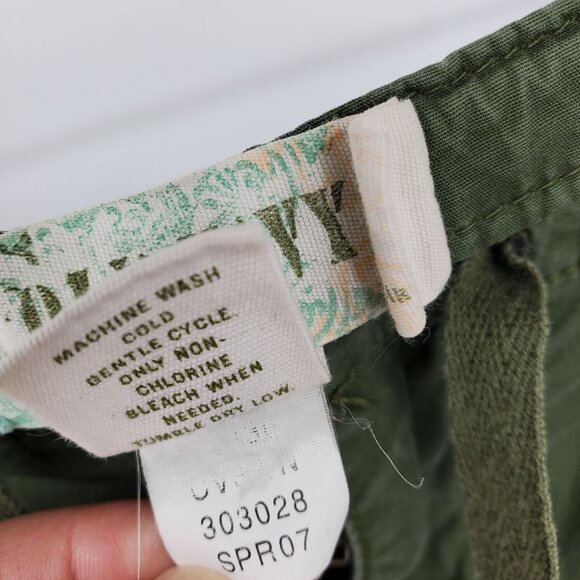 MACHINE WASH
COLD
GENTLE CYCLE.
ONLY NON-
CHLORINE
BLEACH WHEN
NEEDED.
TUMBLE DRY LOW.
303028
SPR07